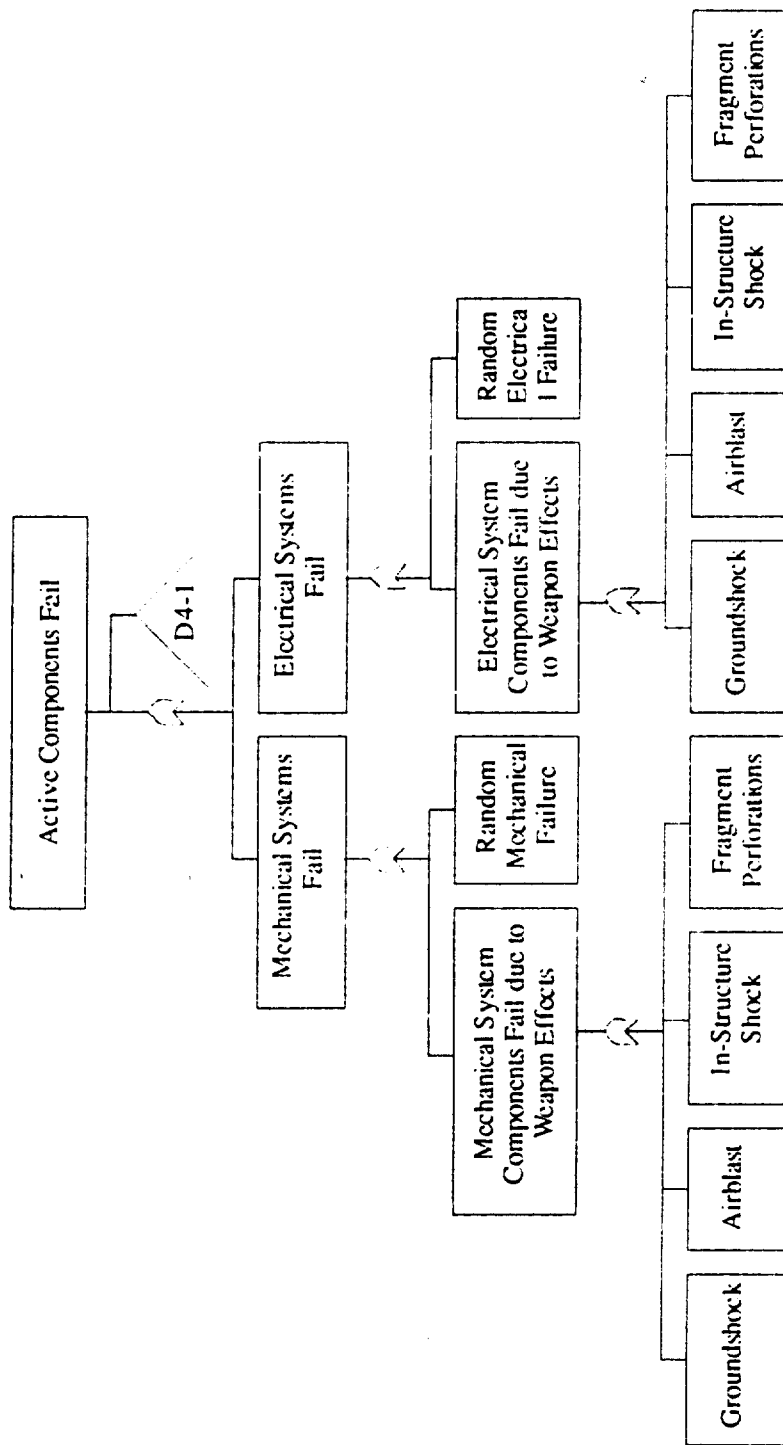 Active Components Fail
D4-1
Mechanical Systems
Fail
Electrical Systems
Fail
Mechanical System
Components Fail due to
Weapon Effects
Random
Mechanical
Failure
Electrical System
Components Fail due
to Weapon Effects
Random
Electrica
l Failure
Groundshock
Airblast
In-Structure
Shock
Fragment
Perforations
Groundshock
Airblast
In-Structure
Shock
Fragment
Perforations